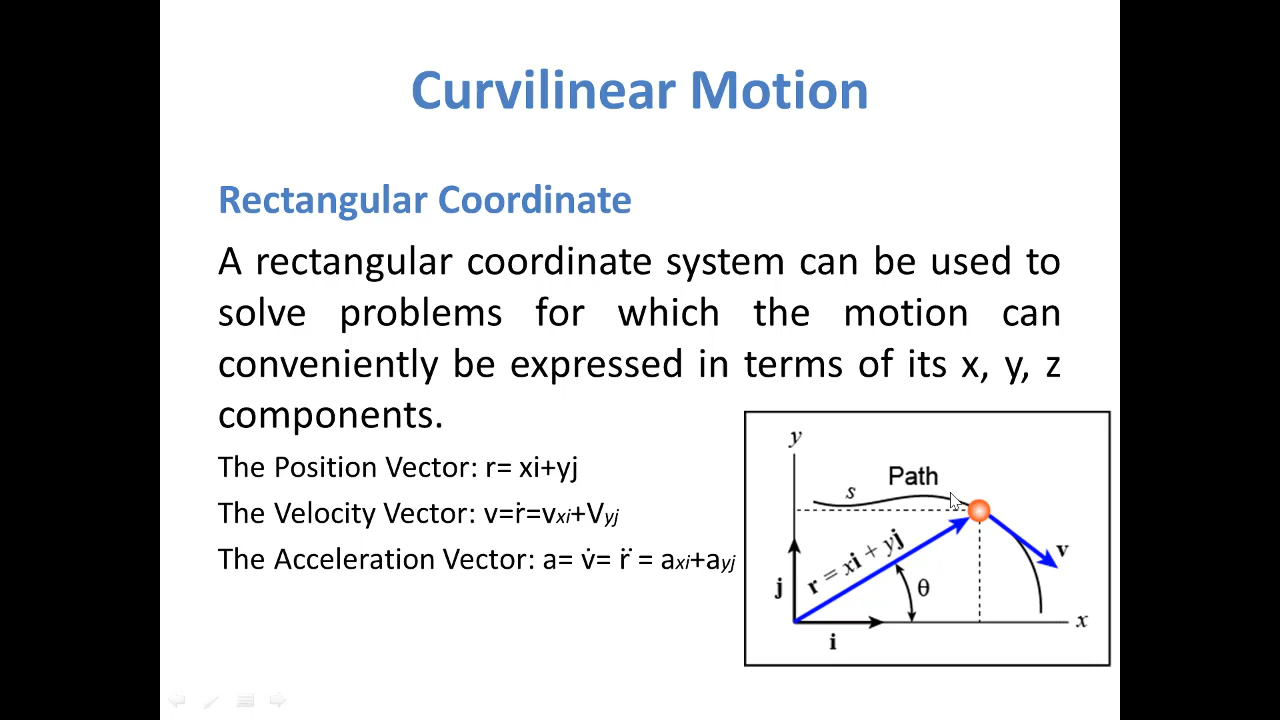 Curvilinear Motion
Rectangular Coordinate
A rectangular coordinate system can be used to
solve problems for which the motion can
conveniently be expressed in terms of its x, y, z
components.
The Position Vector: r= xi+yj
The Velocity Vector: v=ṙ=vxi+Vyj
The Acceleration Vector: a= v̇= r̈ = axi+ayj
y
Path
s
r = xi + yj
v
j
θ
x
i